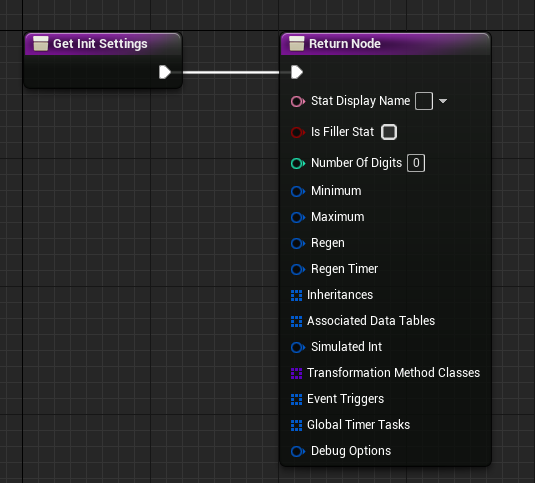 Get Init Settings
Return Node
Stat Display Name
Is Filler Stat
Number Of Digits 0
Minimum
Maximum
Regen
Regen Timer
Inheritances
Associated Data Tables
Simulated Int
Transformation Method Classes
Event Triggers
Global Timer Tasks
Debug Options